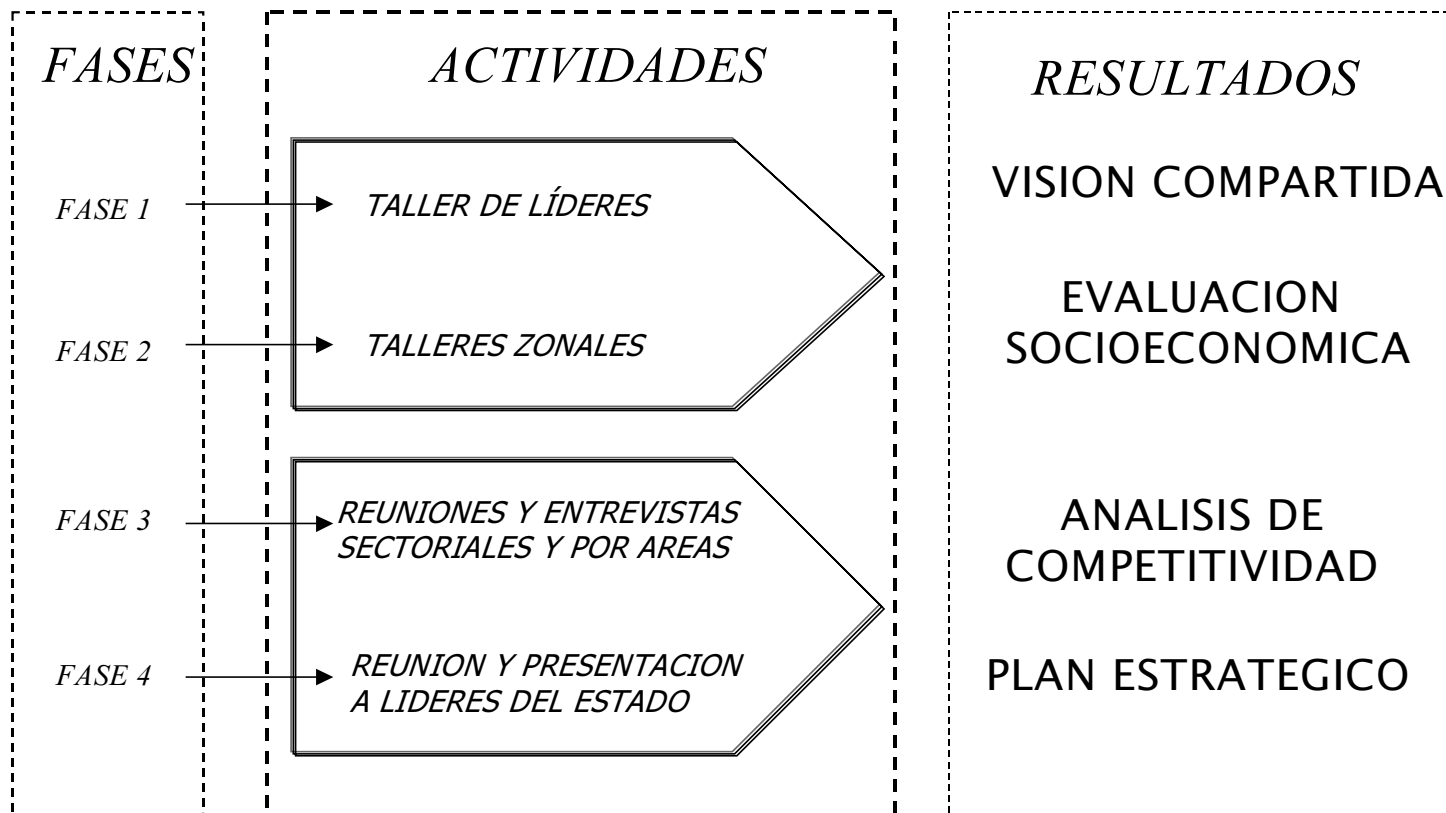 FASES
ACTIVIDADES
RESULTADOS
FASE 1
TALLER DE LÍDERES
VISION COMPARTIDA
FASE 2
TALLERES ZONALES
EVALUACION
SOCIOECONOMICA
FASE 3
REUNIONES Y ENTREVISTAS
SECTORIALES Y POR AREAS
ANALISIS DE
COMPETITIVIDAD
FASE 4
REUNION Y PRESENTACION
A LIDERES DEL ESTADO
PLAN ESTRATEGICO